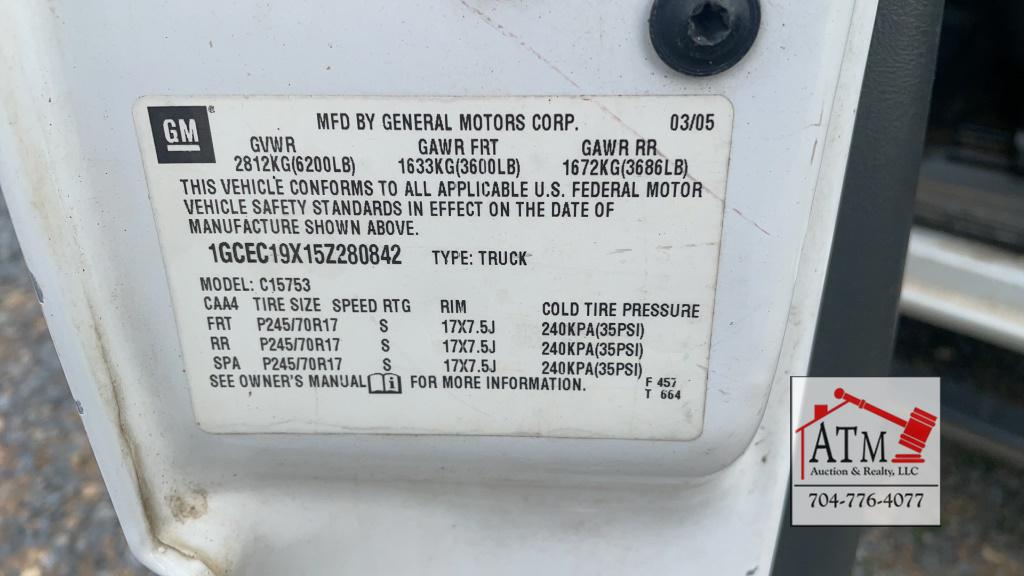 GM ®
MFD BY GENERAL MOTORS CORP. 03/05
GVWR GAWR FRT GAWR RR
2812KG(6200LB) 1633KG(3600LB) 1672KG(3686LB)
THIS VEHICLE CONFORMS TO ALL APPLICABLE U.S. FEDERAL MOTOR
VEHICLE SAFETY STANDARDS IN EFFECT ON THE DATE OF
MANUFACTURE SHOWN ABOVE.
1GCEC19X15Z280842 TYPE: TRUCK
MODEL: C15753
CAA4 TIRE SIZE SPEED RTG RIM COLD TIRE PRESSURE
FRT P245/70R17 S 17X7.5J 240KPA(35PSI)
RR P245/70R17 S 17X7.5J 240KPA(35PSI)
SPA P245/70R17 S 17X7.5J 240KPA(35PSI)
SEE OWNER'S MANUAL i FOR MORE INFORMATION.
F 457
T 664
ATM
Auction & Realty, LLC
704-776-4077